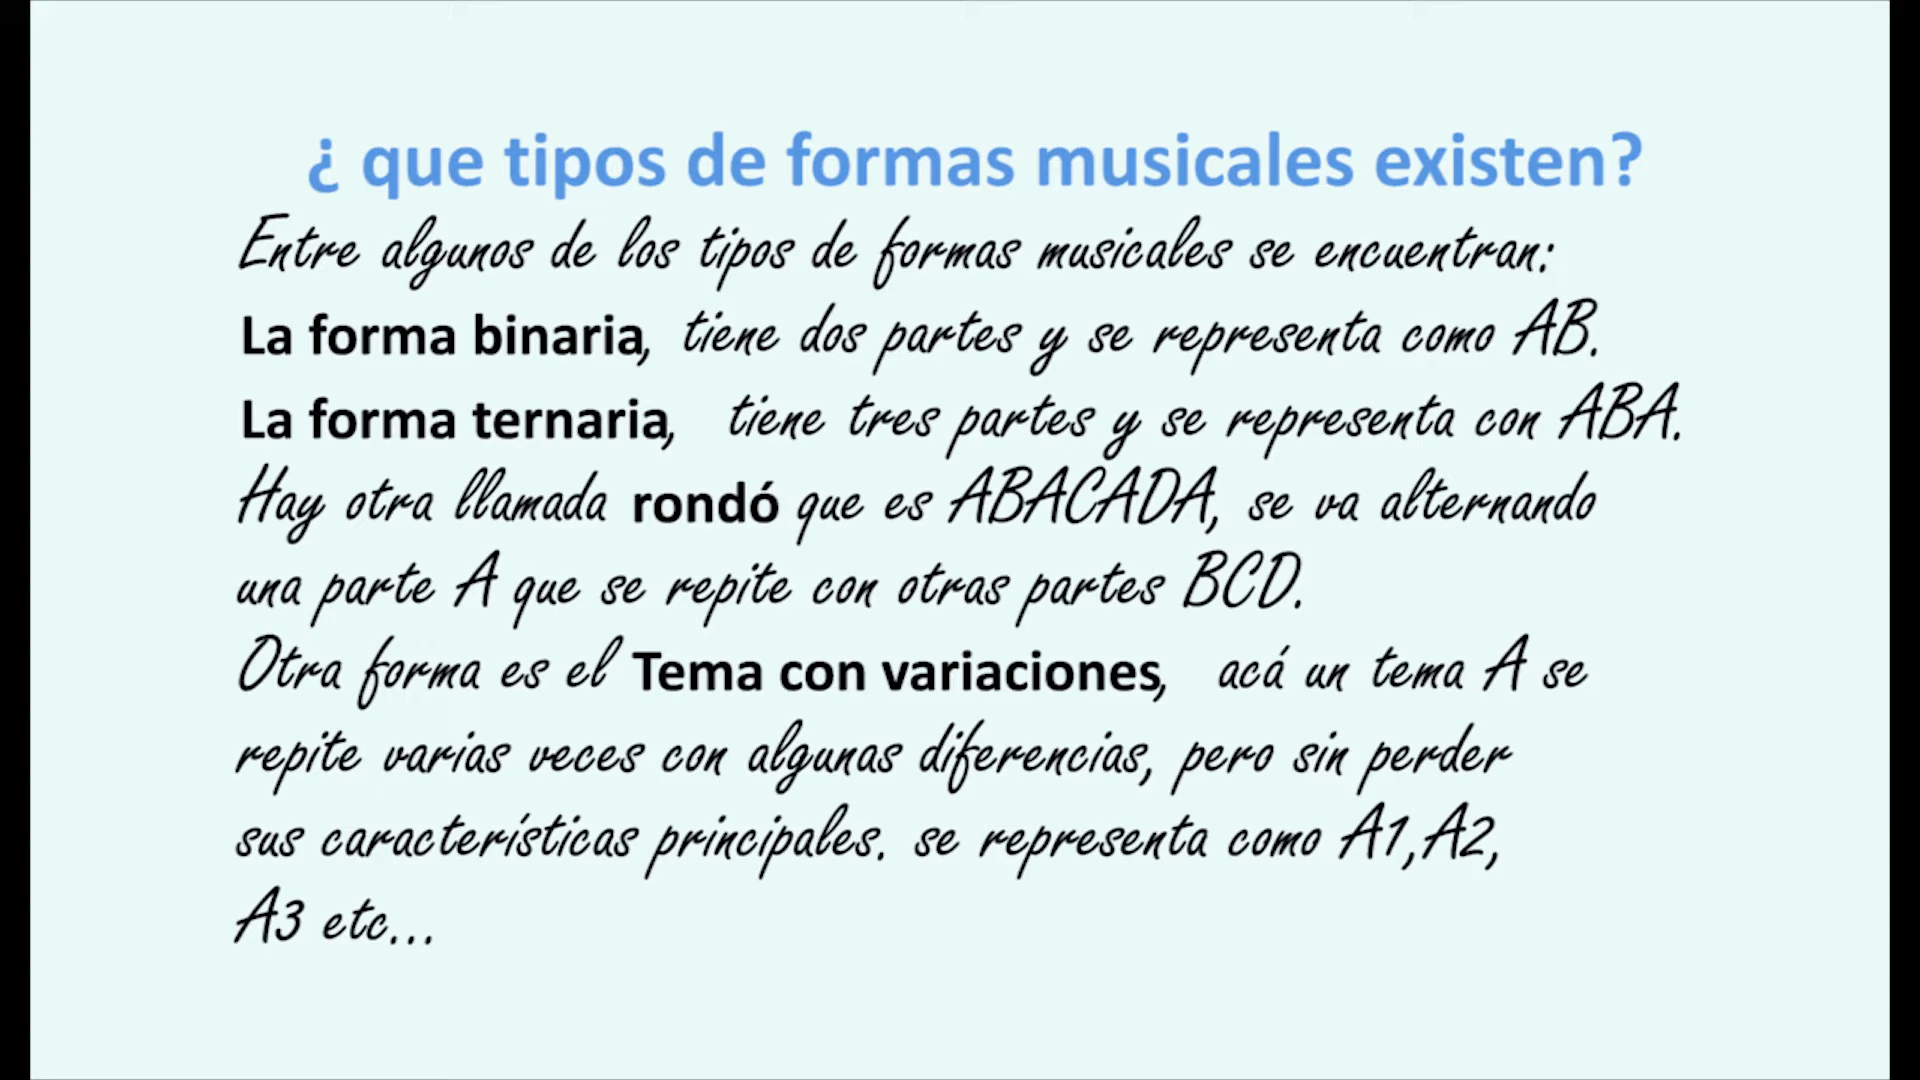 ¿ que tipos de formas musicales existen?
Entre algunos de los tipos de formas musicales se encuentran:
La forma binaria, tiene dos partes y se representa como AB.
La forma ternaria, tiene tres partes y se representa con ABA.
Hay otra llamada rondó que es ABACADA, se va alternando
una parte A que se repite con otras partes BCD.
Otra forma es el Tema con variaciones, acá un tema A se
repite varias veces con algunas diferencias, pero sin perder
sus características principales. se representa como A1,A2,
A3 etc...